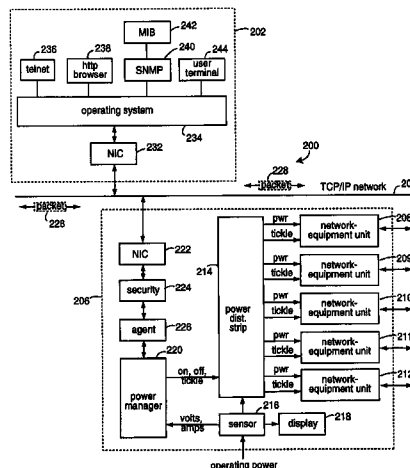 MIB
242
202
236
238
240
244
telnet
http
browser
SNMP
user
terminal
operating system
234
NIC
232
200
228
packet
TCP/IP network
packet
228
NIC
222
214
security
224
206
agent
226
220
power
manager
on, off,
tickle
volts,
amps
power
dist.
strip
pwr
tickle
network-
equipment unit
208
pwr
tickle
network-
equipment unit
209
pwr
tickle
network-
equipment unit
210
pwr
tickle
network-
equipment unit
211
pwr
tickle
network-
equipment unit
212
216
sensor
display
218
operating power